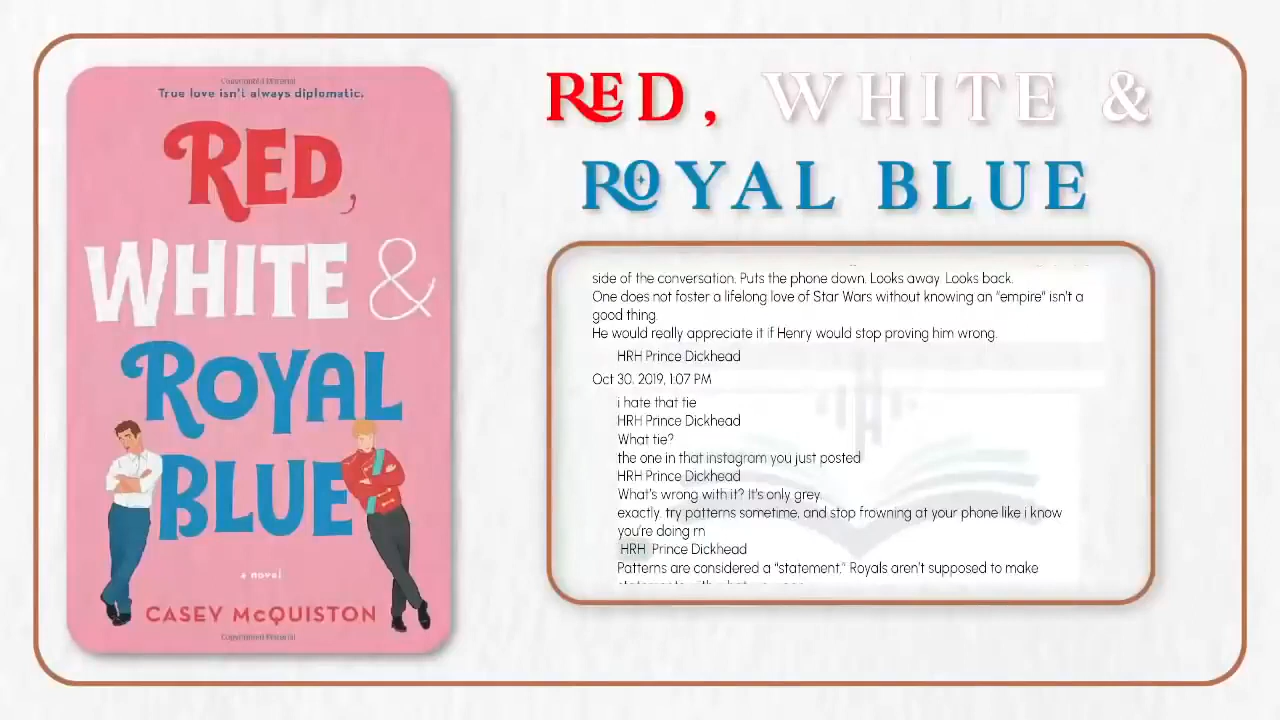 Copyrighted Material
True love isn't always diplomatic.
RED,
WHITE &
ROYAL
BLUE
a novel
CASEY McQUISTON
Copyrighted Material
RED, WHITE &
ROYAL BLUE
side of the conversation. Puts the phone down. Looks away. Looks back.
One does not foster a lifelong love of Star Wars without knowing an “empire” isn't a
good thing.
He would really appreciate it if Henry would stop proving him wrong.
HRH Prince Dickhead
Oct 30, 2019, 1:07 PM
i hate that tie
HRH Prince Dickhead
What tie?
the one in that instagram you just posted
HRH Prince Dickhead
What's wrong with it? It's only grey.
exactly. try patterns sometime, and stop frowning at your phone like i know
you're doing rn
HRH Prince Dickhead
Patterns are considered a “statement.” Royals aren't supposed to make